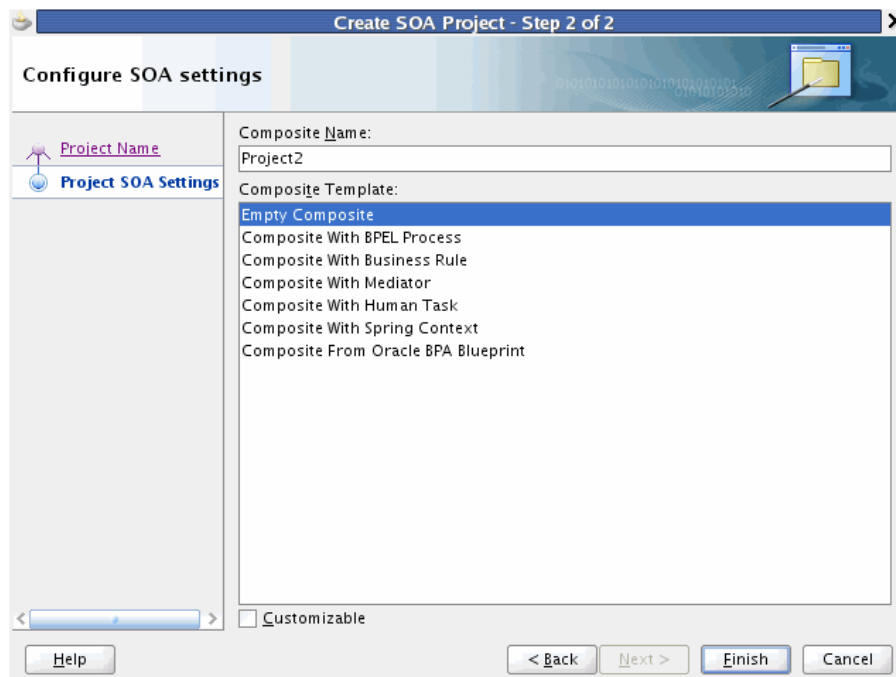 Create SOA Project - Step 2 of 2
Configure SOA settings
Project Name
Project SOA Settings
Composite Name:
Project2
Composite Template:
Empty Composite
Composite With BPEL Process
Composite With Business Rule
Composite With Mediator
Composite With Human Task
Composite With Spring Context
Composite From Oracle BPA Blueprint
Customizable
Help
< Back
Next >
Finish
Cancel